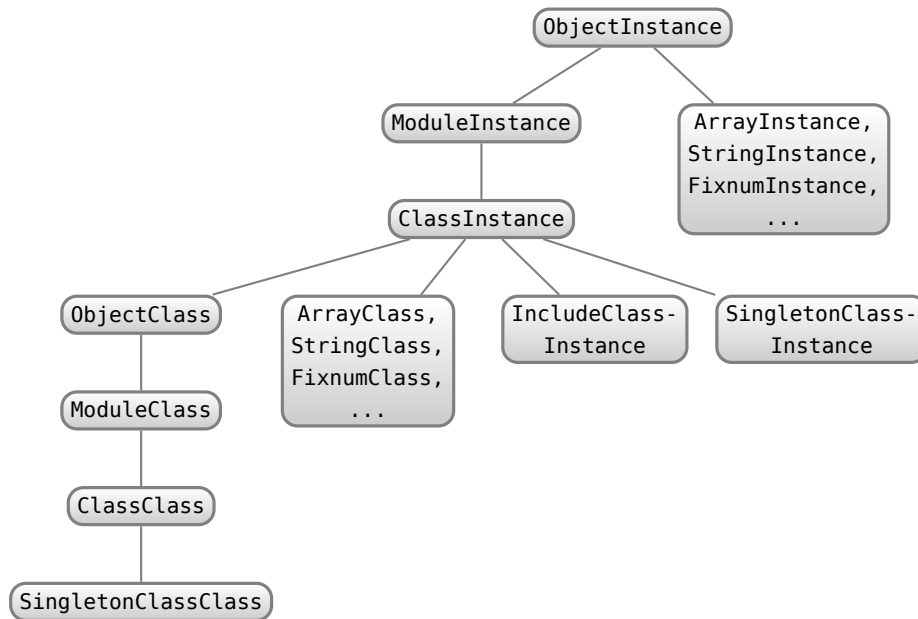 ObjectInstance
ModuleInstance
ArrayInstance,
StringInstance,
FixnumInstance,
...
ClassInstance
ObjectClass
ArrayClass,
StringClass,
FixnumClass,
...
IncludeClass-
Instance
SingletonClass-
Instance
ModuleClass
ClassClass
SingletonClassClass